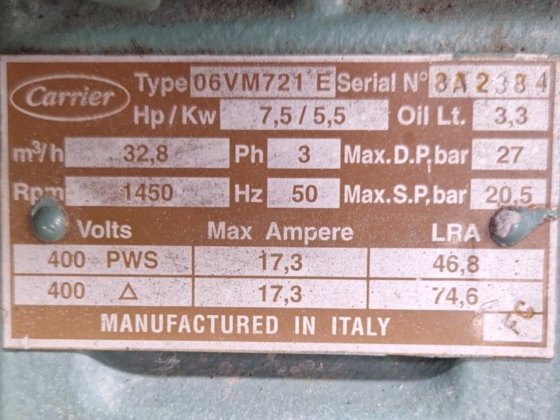 Carrier Type 06VM721 E Serial N° 8A2384
Hp/Kw 7,5/5,5 Oil Lt. 3,3
m³/h 32,8 Ph 3 Max.D.P.bar 27
Rpm 1450 Hz 50 Max.S.P.bar 20,5
Volts Max Ampere LRA
400 PWS 17,3 46,8
400 Δ 17,3 74,6
MANUFACTURED IN ITALY